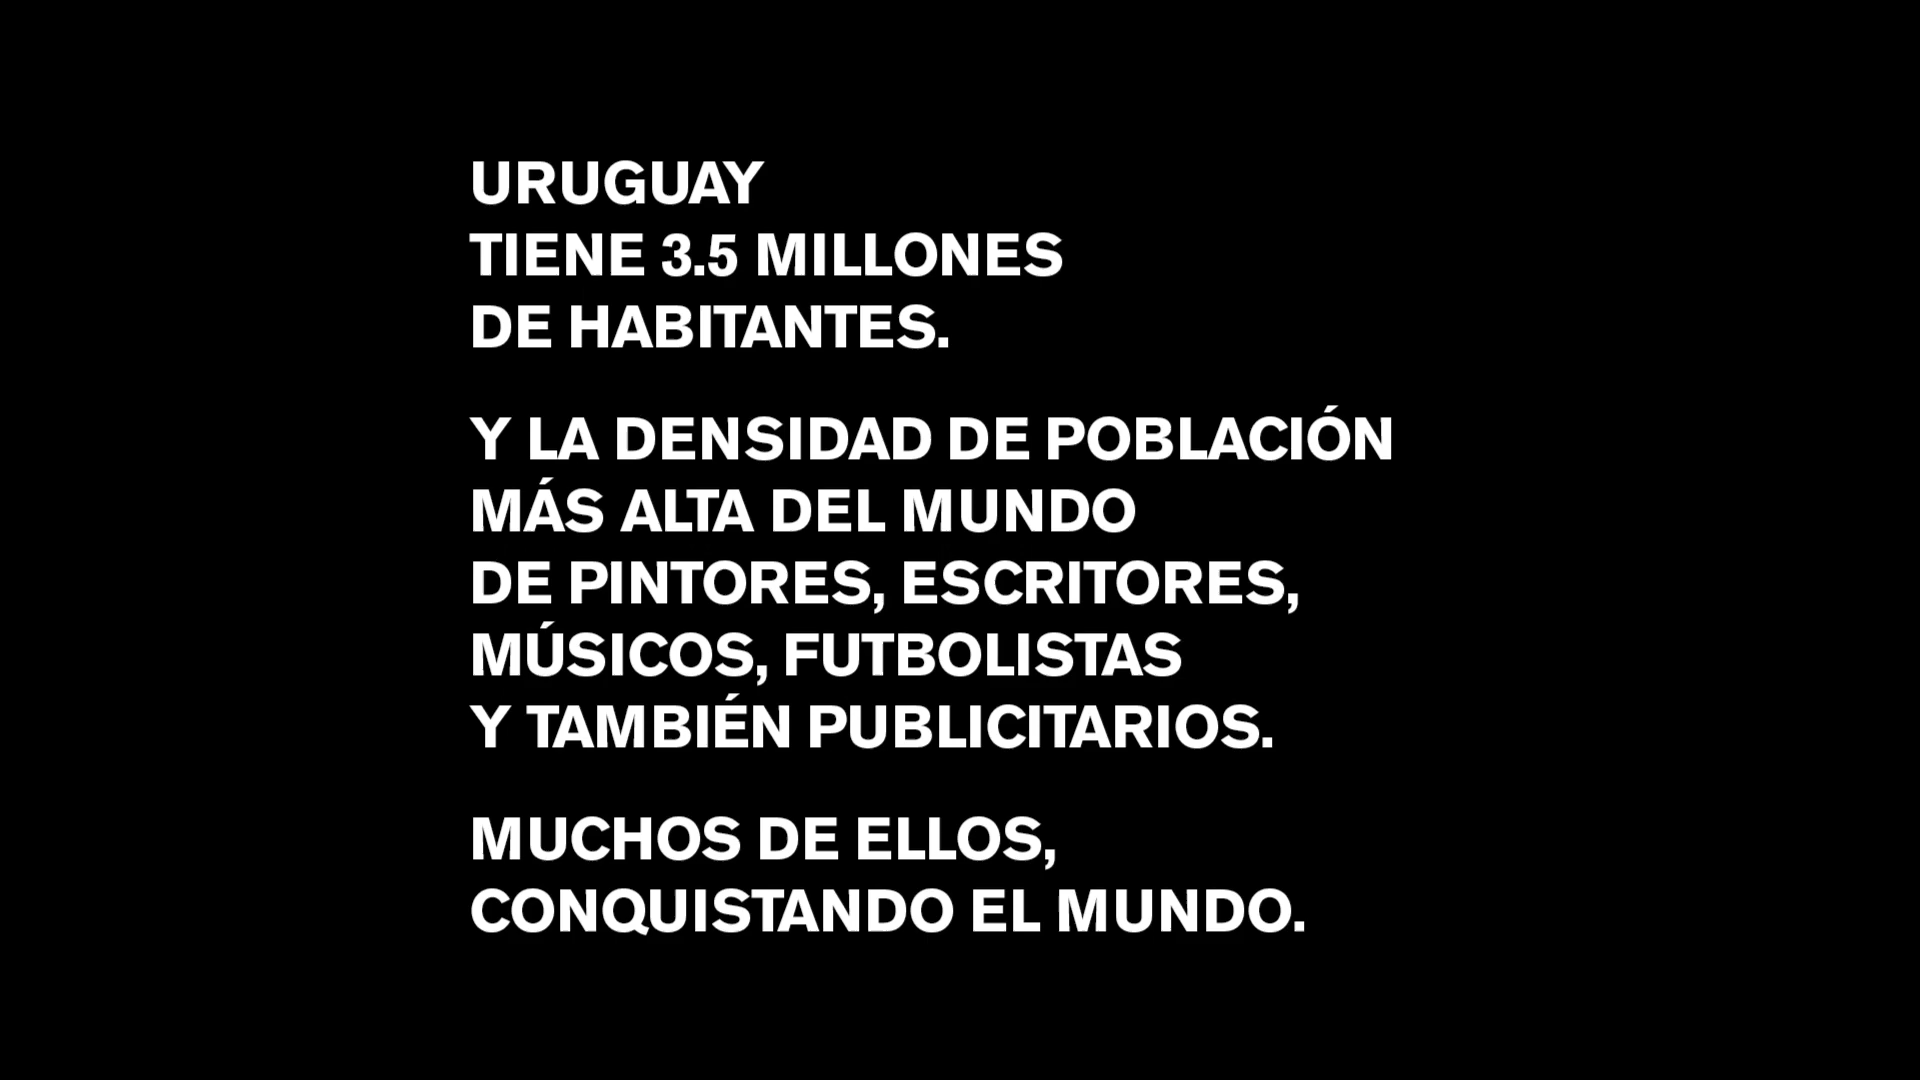 URUGUAY
TIENE 3.5 MILLONES
DE HABITANTES.
Y LA DENSIDAD DE POBLACIÓN
MÁS ALTA DEL MUNDO
DE PINTORES, ESCRITORES,
MÚSICOS, FUTBOLISTAS
Y TAMBIÉN PUBLICITARIOS.
MUCHOS DE ELLOS,
CONQUISTANDO EL MUNDO.